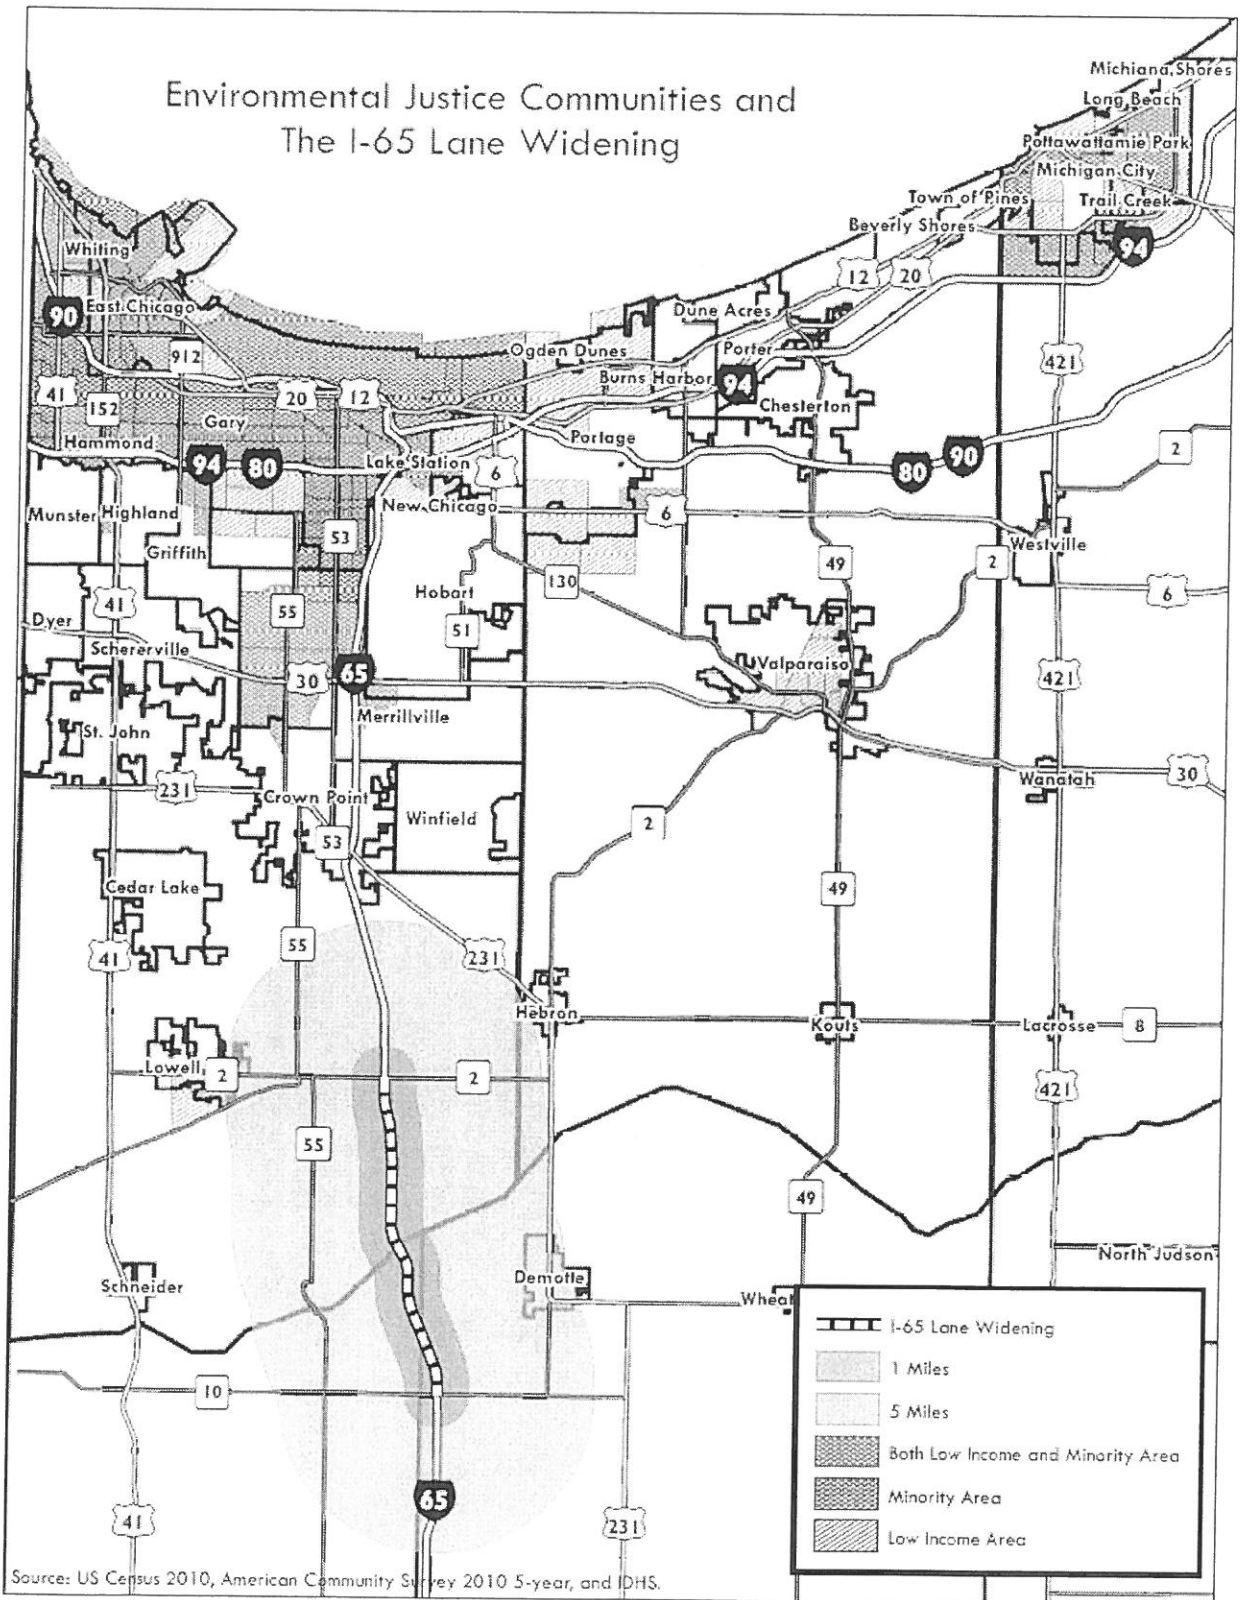 Environmental Justice Communities and
The I-65 Lane Widening
Michiana Shores
Long Beach
Pottawattamie Park
Michigan City
Town of Pines
Trail Creek
Beverly Shores
94
Whiting
12
20
East Chicago
90
Dune Acres
912
Ogden Dunes
Porter
421
Burns Harbor
94
41
152
20
12
Chesterton
Gary
Hammond
Portage
2
94
80
Lake Station
6
80
90
New Chicago
6
Munster
Highland
53
Westville
Griffith
49
2
130
Hobart
6
41
55
Dyer
51
Schererville
Valparaiso
30
65
421
Merrillville
St. John
231
Crown Point
Wanatah
30
Winfield
2
53
Cedar Lake
49
55
41
231
Hebron
Kouts
Lacrosse
8
Lowell
2
2
421
55
49
North Judson
Schneider
Demotte
Wheat
I-65 Lane Widening
1 Miles
5 Miles
Both Low Income and Minority Area
Minority Area
Low Income Area
10
65
41
231
Source: US Census 2010, American Community Survey 2010 5-year, and IDHS.